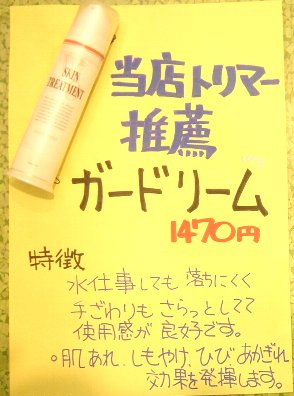 SKIN
TREATMENT
当店トリマー
推薦
ガードリーム
1470円
特徴
水仕事しても落ちにくく
手ざわりもさらっとしてて
使用感が良好です。
。肌あれ、しもやけ、ひび、あかぎれ
効果を発揮します。